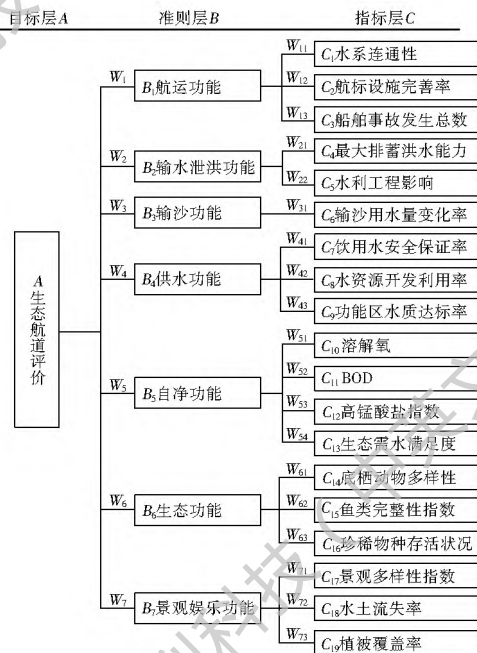 目标层A 准则层B 指标层C
A生态航道评价
W₁ B₁航运功能
W₁₁ C₁水系连通性
W₁₂ C₂航标设施完善率
W₁₃ C₃船舶事故发生总数
W₂ B₂输水泄洪功能
W₂₁ C₄最大排蓄洪水能力
W₂₂ C₅水利工程影响
W₃ B₃输沙功能
W₃₁ C₆输沙用水量变化率
W₄ B₄供水功能
W₄₁ C₇饮用水安全保证率
W₄₂ C₈水资源开发利用率
W₄₃ C₉功能区水质达标率
W₅ B₅自净功能
W₅₁ C₁₀溶解氧
W₅₂ C₁₁BOD
W₅₃ C₁₂高锰酸盐指数
W₅₄ C₁₃生态需水满足度
W₆ B₆生态功能
W₆₁ C₁₄底栖动物多样性
W₆₂ C₁₅鱼类完整性指数
W₆₃ C₁₆珍稀物种存活状况
W₇ B₇景观娱乐功能
W₇₁ C₁₇景观多样性指数
W₇₂ C₁₈水土流失率
W₇₃ C₁₉植被覆盖率